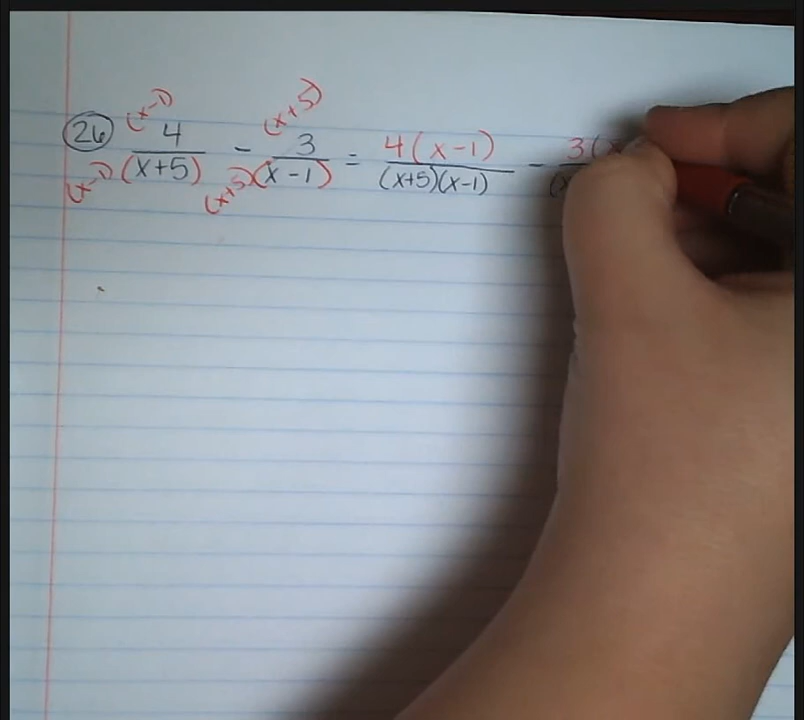 (x-1) (x+5)
26 4 - 3 = 4(x-1) - 3(x
(x-1) (x+5) (x+5) (x-1) (x+5)(x-1) (x